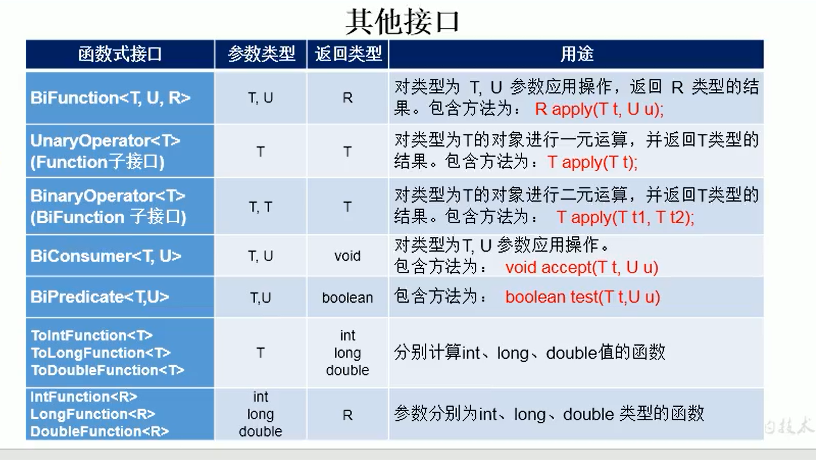 其他接口
函数式接口 参数类型 返回类型 用途
BiFunction<T, U, R> T, U R 对类型为 T, U 参数应用操作，返回 R 类型的结
果。包含方法为： R apply(T t, U u);
UnaryOperator<T>
(Function子接口) T T 对类型为T的对象进行一元运算，并返回T类型的
结果。包含方法为：T apply(T t);
BinaryOperator<T>
(BiFunction 子接口) T, T T 对类型为T的对象进行二元运算，并返回T类型的
结果。包含方法为： T apply(T t1, T t2);
BiConsumer<T, U> T, U void 对类型为T, U 参数应用操作。
包含方法为： void accept(T t, U u)
BiPredicate<T,U> T,U boolean 包含方法为： boolean test(T t,U u)
ToIntFunction<T>
ToLongFunction<T>
ToDoubleFunction<T>
T
int
long
double
分别计算int、long、double值的函数
IntFunction<R>
LongFunction<R>
DoubleFunction<R>
int
long
double
R
参数分别为int、long、double 类型的函数